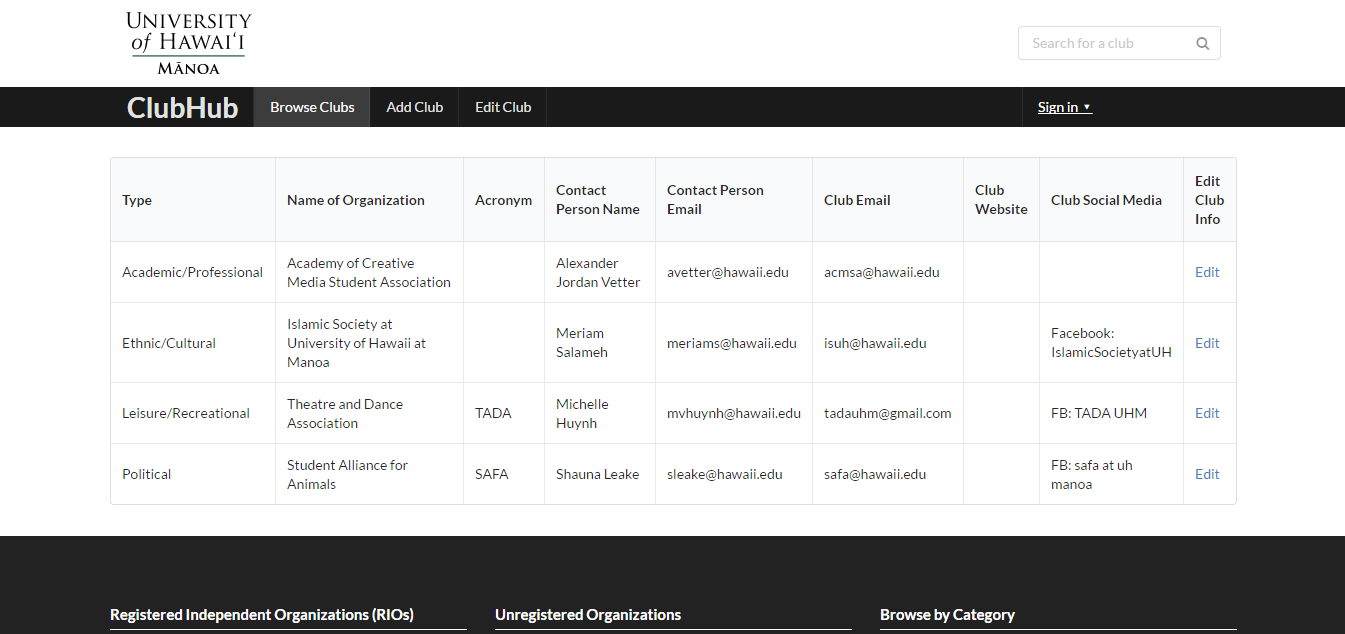 UNIVERSITY
of HAWAIʻI
MĀNOA
Search for a club
ClubHub Browse Clubs Add Club Edit Club Sign in
Type Name of Organization Acronym Contact Person Name Contact Person Email Club Email Club Website Club Social Media Edit Club Info
Academic/Professional Academy of Creative Media Student Association Alexander Jordan Vetter avetter@hawaii.edu acmsa@hawaii.edu Edit
Ethnic/Cultural Islamic Society at University of Hawaii at Manoa Meriam Salameh meriams@hawaii.edu isuh@hawaii.edu Facebook: IslamicSocietyatUH Edit
Leisure/Recreational Theatre and Dance Association TADA Michelle Huynh mvhuynh@hawaii.edu tadauhm@gmail.com FB: TADA UHM Edit
Political Student Alliance for Animals SAFA Shauna Leake sleake@hawaii.edu safa@hawaii.edu FB: safa at uh manoa Edit
Registered Independent Organizations (RIOs) Unregistered Organizations Browse by Category